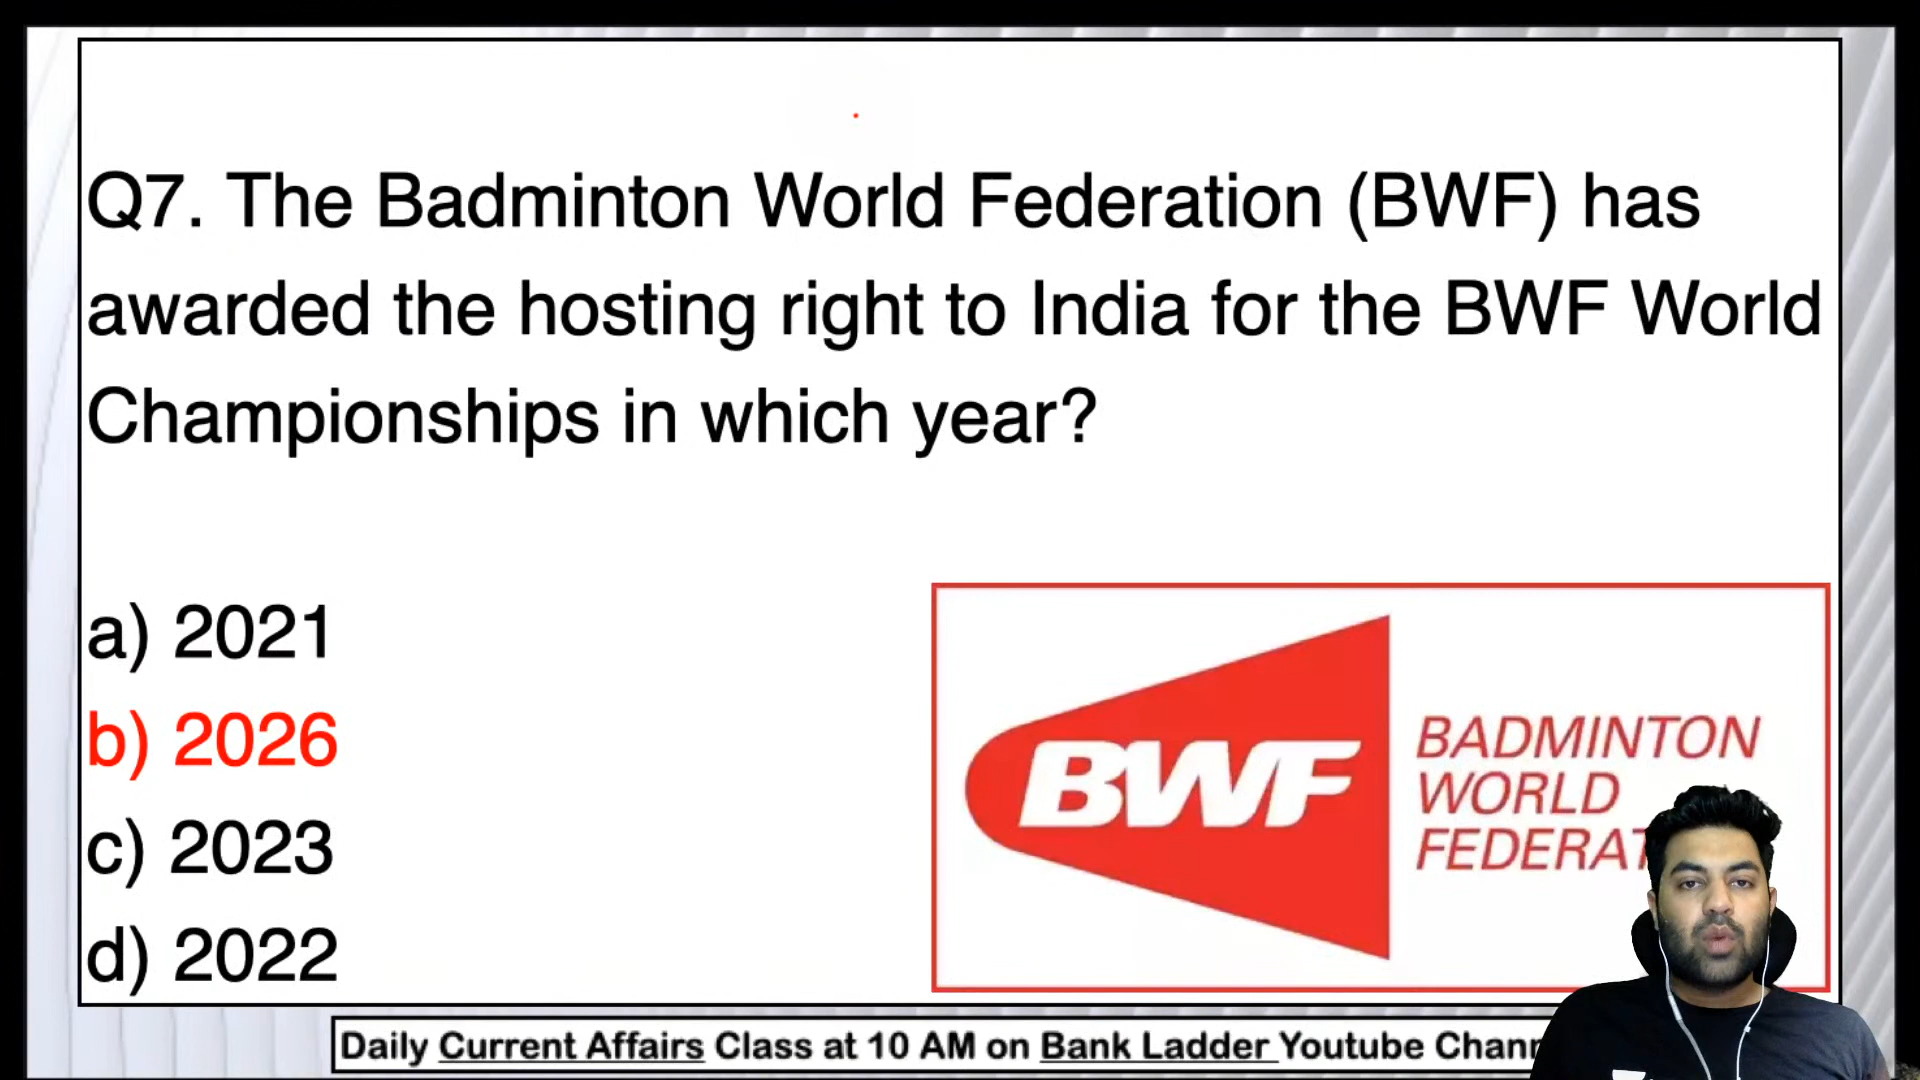 Q7. The Badminton World Federation (BWF) has
awarded the hosting right to India for the BWF World
Championships in which year?
a) 2021
b) 2026
c) 2023
d) 2022
BWF
BADMINTON
WORLD
Daily Current Affairs Class at 10 AM on Bank Ladder Youtube